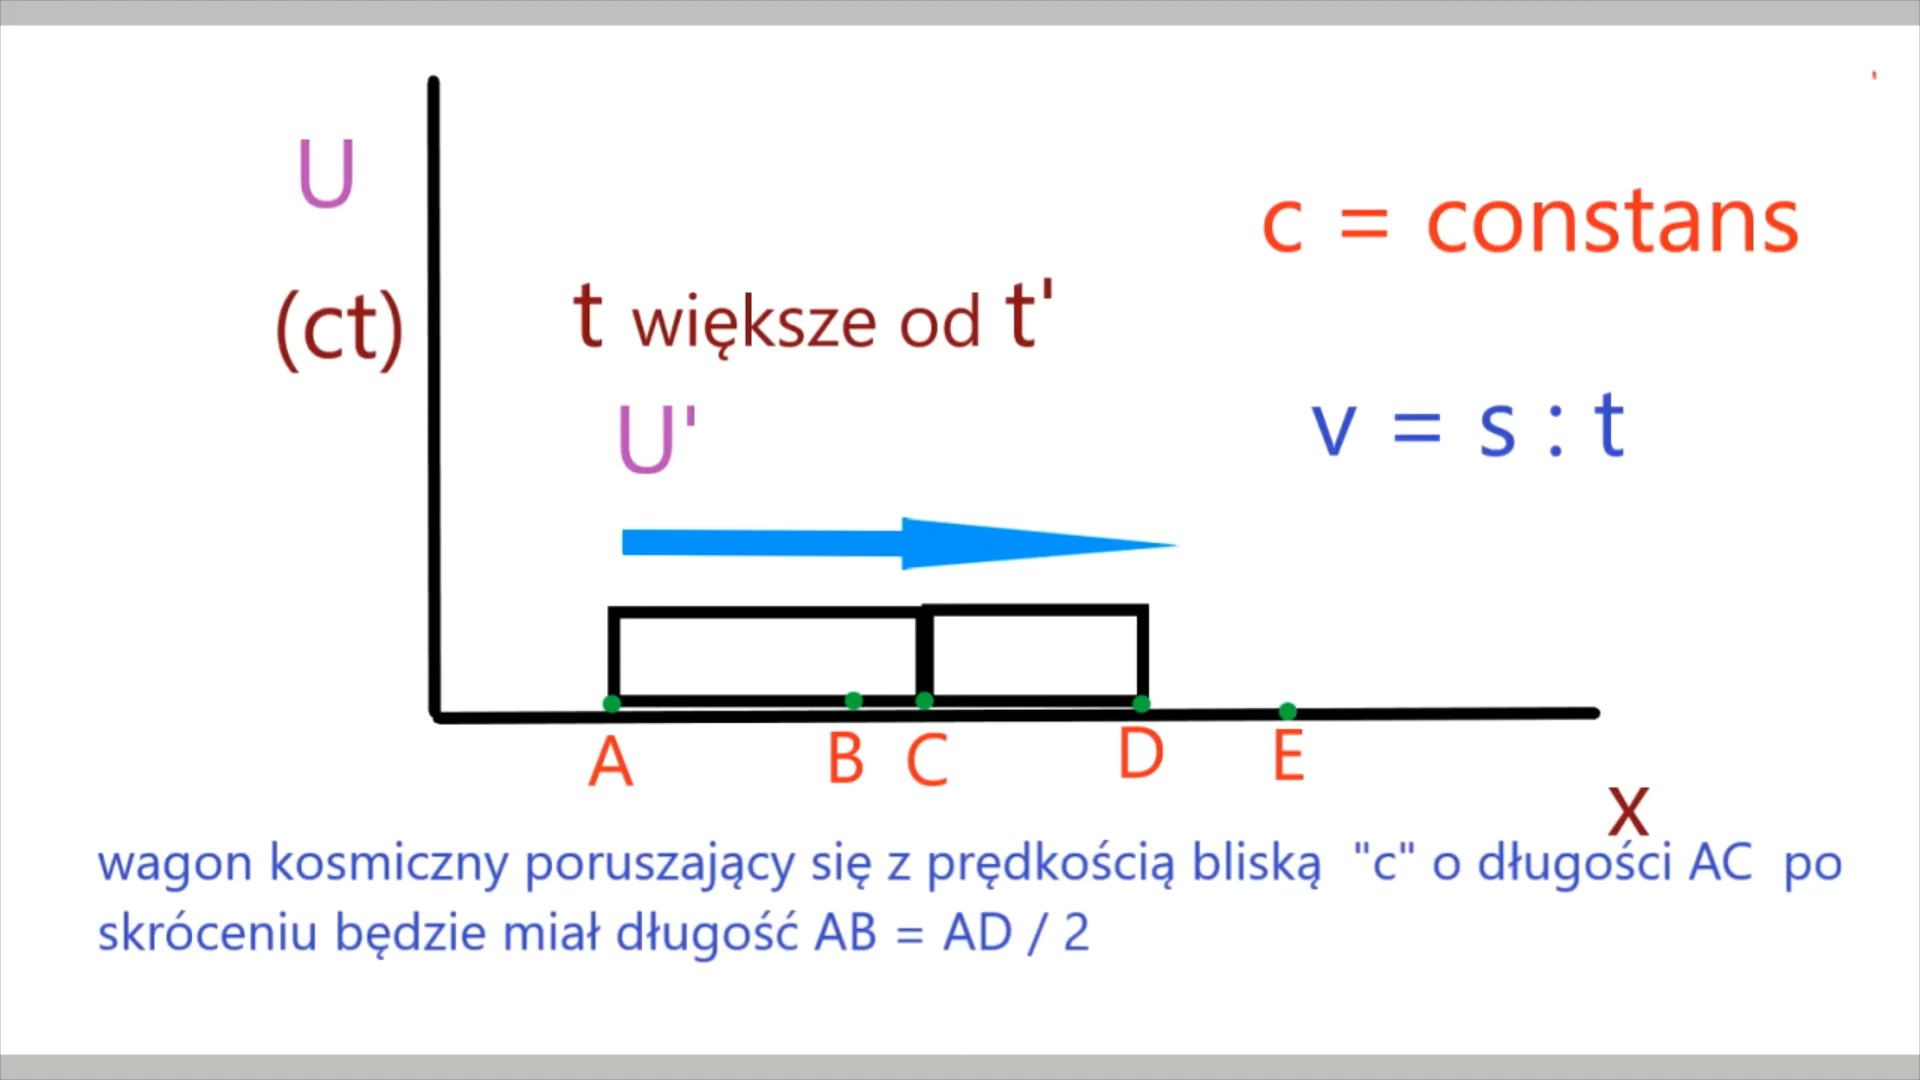 U
c = constans
(ct)
t większe od t'
U'
v = s : t
A
B
C
D
E
x
wagon kosmiczny poruszający się z prędkością bliską "c" o długości AC po
skróceniu będzie miał długość AB = AD / 2